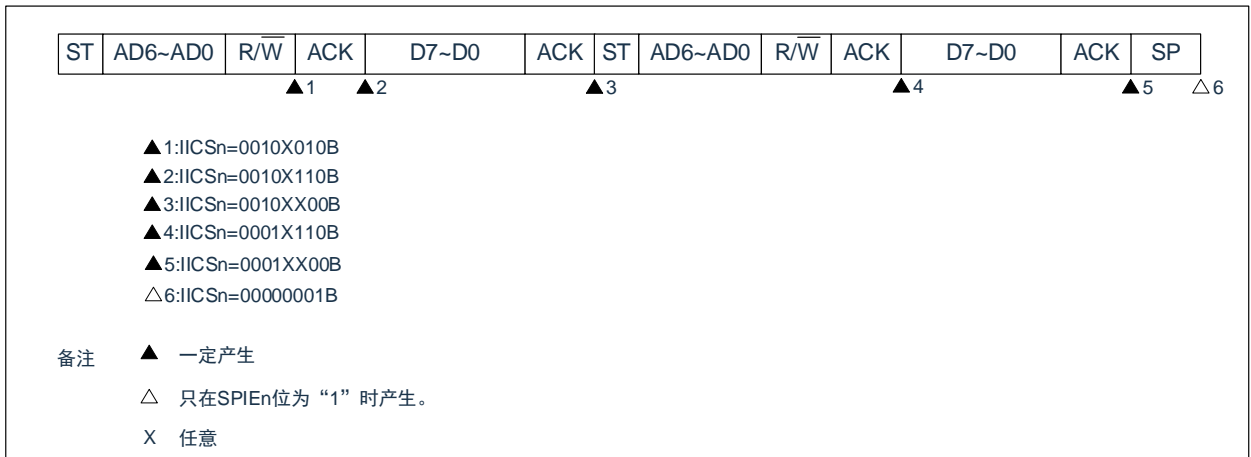 ST AD6~AD0 R/W̅ ACK D7~D0 ACK ST AD6~AD0 R/W̅ ACK D7~D0 ACK SP
▲1 ▲2 ▲3 ▲4 ▲5 △6
▲1:IICSn=0010X010B
▲2:IICSn=0010X110B
▲3:IICSn=0010XX00B
▲4:IICSn=0001X110B
▲5:IICSn=0001XX00B
△6:IICSn=00000001B
备注 ▲ 一定产生
△ 只在SPIEn位为“1”时产生。
X 任意